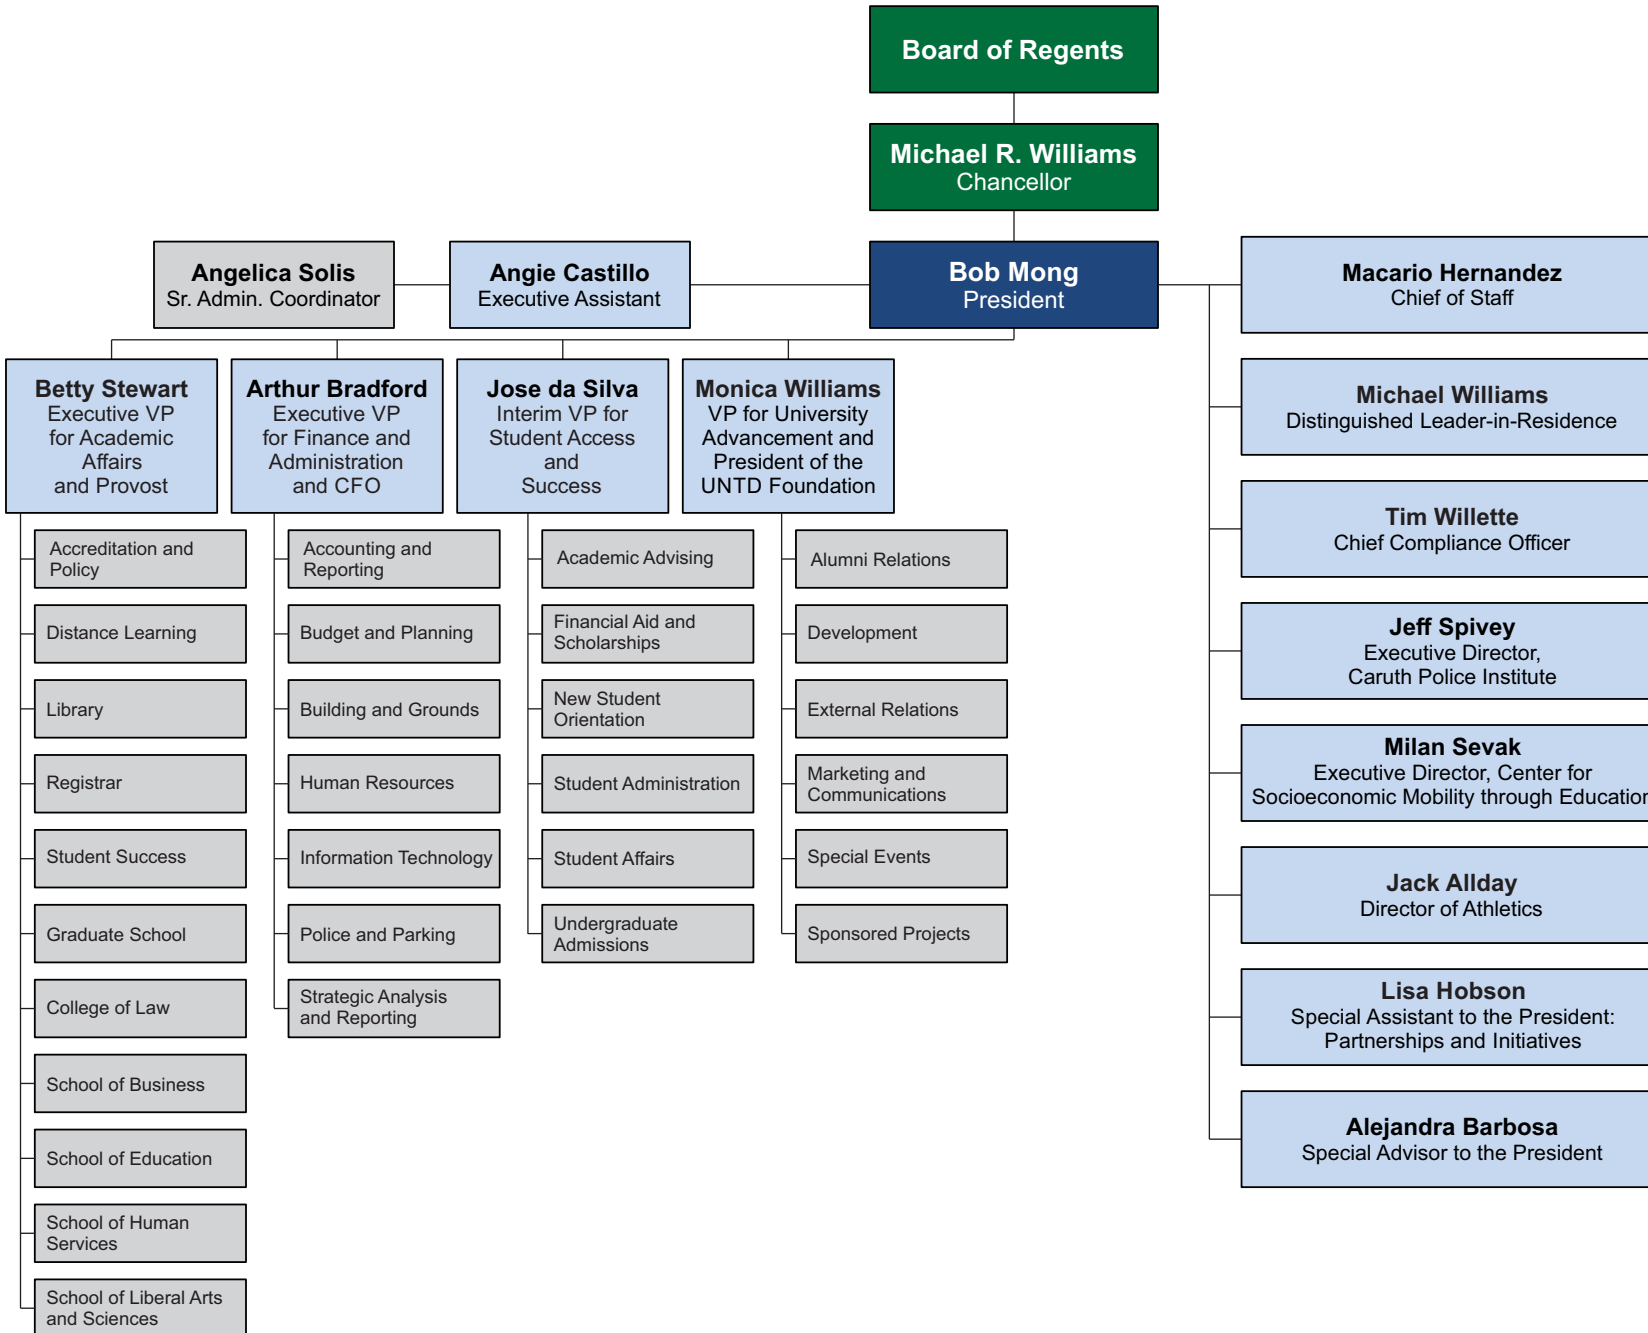 Board of Regents
Michael R. Williams
Chancellor
Angelica Solis
Sr. Admin. Coordinator
Angie Castillo
Executive Assistant
Bob Mong
President
Macario Hernandez
Chief of Staff
Michael Williams
Distinguished Leader-in-Residence
Tim Willette
Chief Compliance Officer
Jeff Spivey
Executive Director,
Caruth Police Institute
Milan Sevak
Executive Director, Center for
Socioeconomic Mobility through Education
Jack Allday
Director of Athletics
Lisa Hobson
Special Assistant to the President:
Partnerships and Initiatives
Alejandra Barbosa
Special Advisor to the President
Betty Stewart
Executive VP
for Academic
Affairs
and Provost
Accreditation and
Policy
Distance Learning
Library
Registrar
Student Success
Graduate School
College of Law
School of Business
School of Education
School of Human
Services
School of Liberal Arts
and Sciences
Arthur Bradford
Executive VP
for Finance and
Administration
and CFO
Accounting and
Reporting
Budget and Planning
Building and Grounds
Human Resources
Information Technology
Police and Parking
Strategic Analysis
and Reporting
Jose da Silva
Interim VP for
Student Access
and
Success
Academic Advising
Financial Aid and
Scholarships
New Student
Orientation
Student Administration
Student Affairs
Undergraduate
Admissions
Monica Williams
VP for University
Advancement and
President of the
UNTD Foundation
Alumni Relations
Development
External Relations
Marketing and
Communications
Special Events
Sponsored Projects